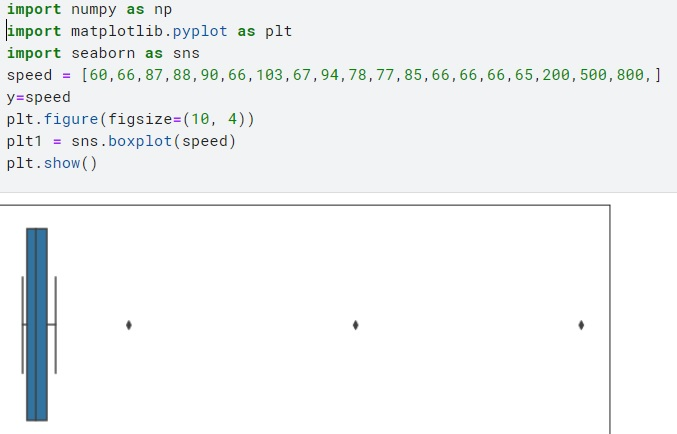 import numpy as np
import matplotlib.pyplot as plt
import seaborn as sns
speed = [60,66,87,88,90,66,103,67,94,78,77,85,66,66,66,65,200,500,800,]
y=speed
plt.figure(figsize=(10, 4))
plt1 = sns.boxplot(speed)
plt.show()